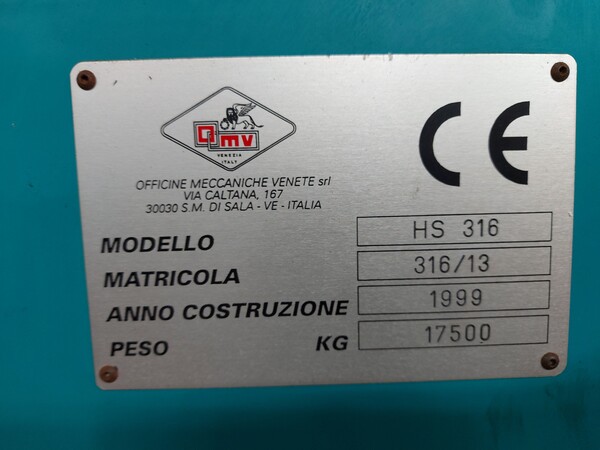 omv
VENEZIA
ITALY
CE
OFFICINE MECCANICHE VENETE srl
VIA CALTANA, 167
30030 S.M. DI SALA - VE - ITALIA
MODELLO HS 316
MATRICOLA 316/13
ANNO COSTRUZIONE 1999
PESO KG 17500